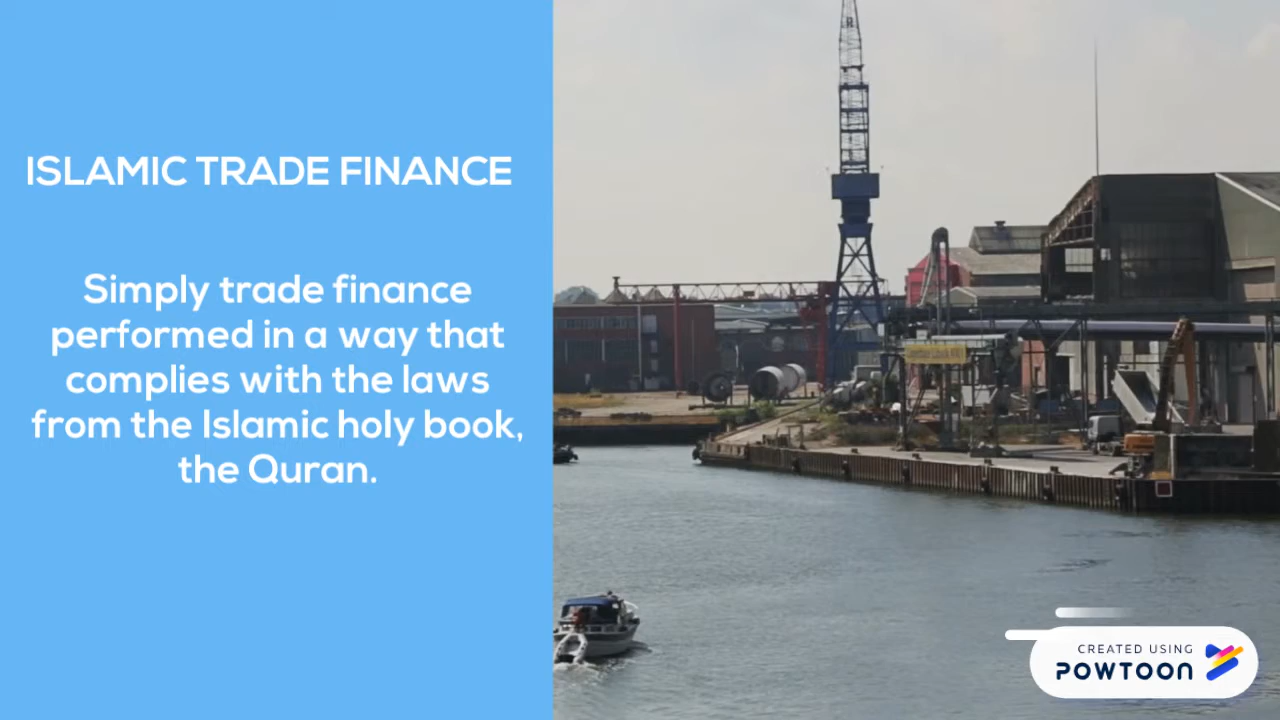 ISLAMIC TRADE FINANCE
Simply trade finance
performed in a way that
complies with the laws
from the Islamic holy book,
the Quran.
CREATED USING
POWTOON